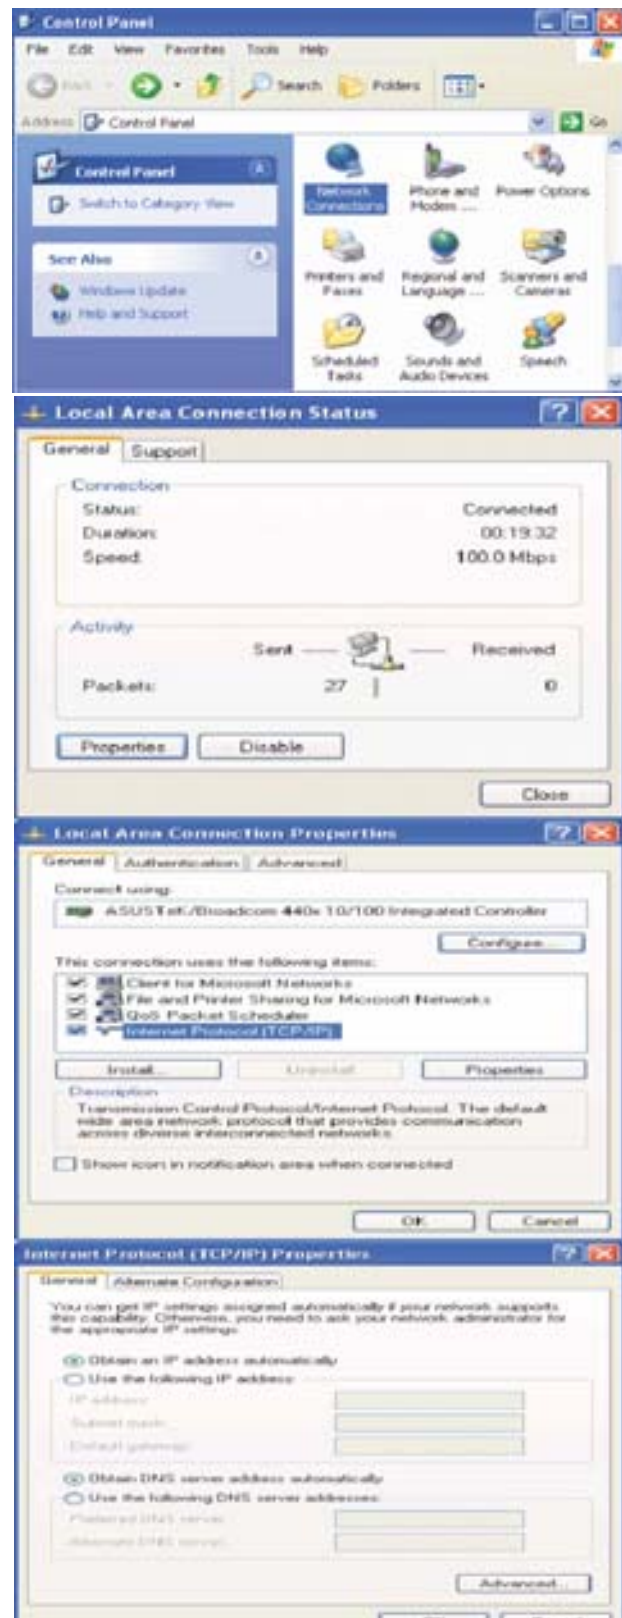 Control Panel
File Edit View Favorites Tools Help
Back Search Folders
Address Control Panel Go
Control Panel
Switch to Category View
See Also
Windows Update
Help and Support
Network Connections
Phone and Modem ...
Power Options
Printers and Faxes
Regional and Language ...
Scanners and Cameras
Scheduled Tasks
Sounds and Audio Devices
Speech
Local Area Connection Status
General Support
Connection
Status: Connected
Duration: 00:19:32
Speed: 100.0 Mbps
Activity
Sent Received
Packets: 27 0
Properties Disable
Close
Local Area Connection Properties
General Authentication Advanced
Connect using:
ASUSTeK/Broadcom 440x 10/100 Integrated Controller
Configure...
This connection uses the following items:
Client for Microsoft Networks
File and Printer Sharing for Microsoft Networks
QoS Packet Scheduler
Internet Protocol (TCP/IP)
Install... Uninstall Properties
Description
Transmission Control Protocol/Internet Protocol. The default
wide area network protocol that provides communication
across diverse interconnected networks.
Show icon in notification area when connected
OK Cancel
Internet Protocol (TCP/IP) Properties
General Alternate Configuration
You can get IP settings assigned automatically if your network supports
this capability. Otherwise, you need to ask your network administrator for
the appropriate IP settings.
Obtain an IP address automatically
Use the following IP address:
IP address:
Subnet mask:
Default gateway:
Obtain DNS server address automatically
Use the following DNS server addresses:
Preferred DNS server:
Alternate DNS server:
Advanced...